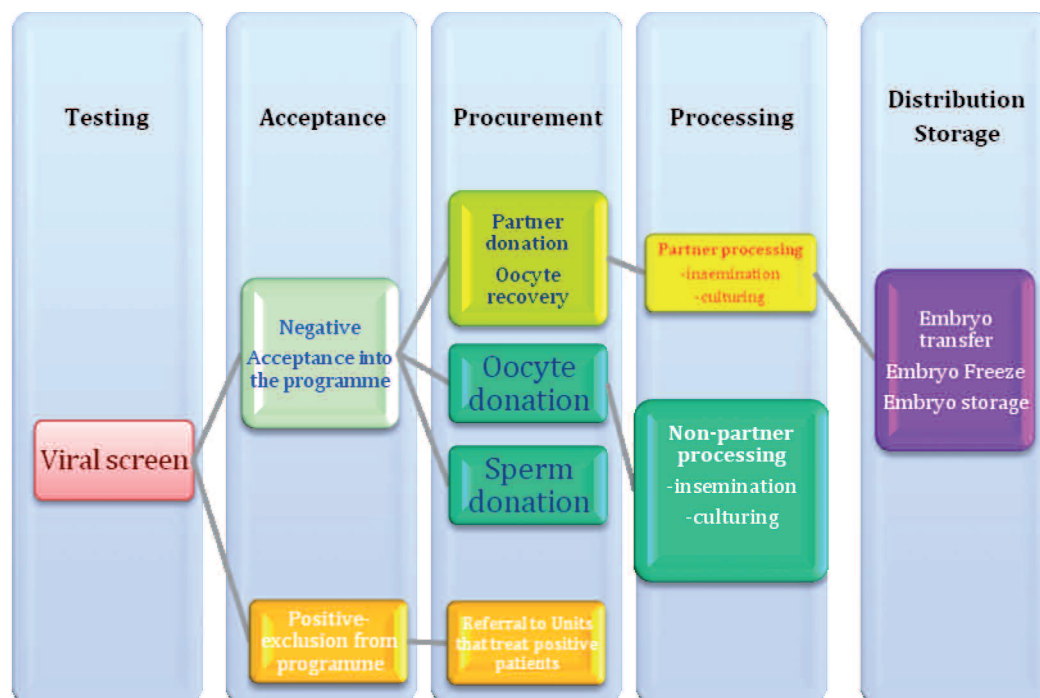 Testing
Acceptance
Procurement
Processing
Distribution
Storage
Viral screen
Negative
Acceptance into
the programme
Positive-
exclusion from
programme
Partner
donation
Oocyte
recovery
Oocyte
donation
Sperm
donation
Referral to Units
that treat positive
patients
Partner processing
-insemination
-culturing
Non-partner
processing
-insemination
-culturing
Embryo
transfer
Embryo Freeze
Embryo storage